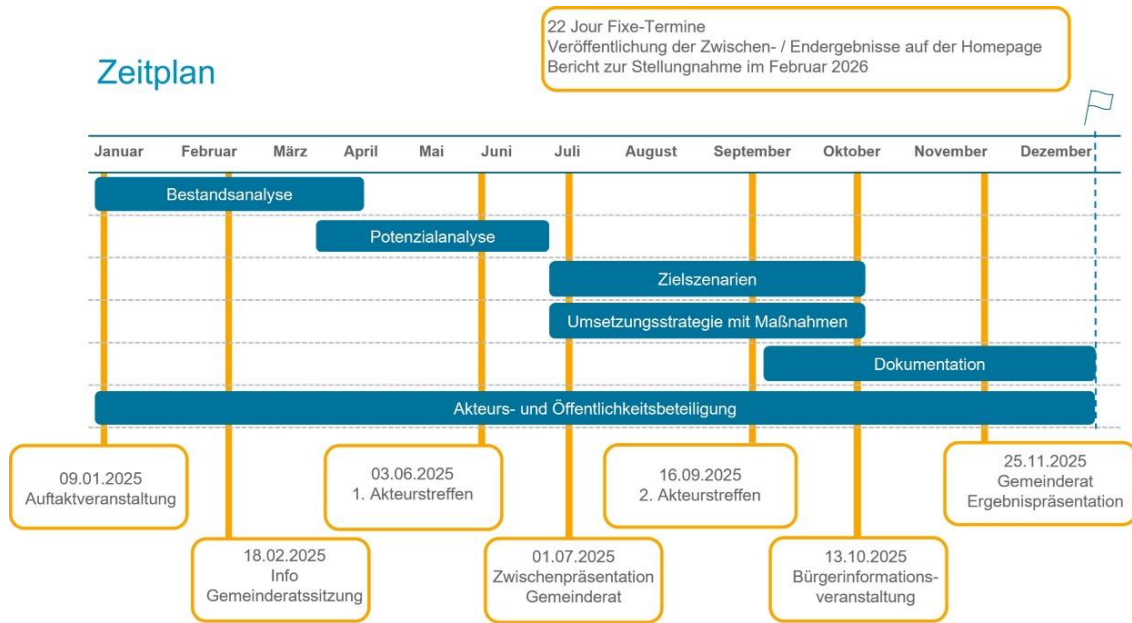 22 Jour Fixe-Termine
Veröffentlichung der Zwischen- / Endergebnisse auf der Homepage
Bericht zur Stellungnahme im Februar 2026
Zeitplan
Januar Februar März April Mai Juni Juli August September Oktober November Dezember
Bestandsanalyse
Potenzialanalyse
Zielszenarien
Umsetzungsstrategie mit Maßnahmen
Dokumentation
Akteurs- und Öffentlichkeitsbeteiligung
09.01.2025
Auftaktveranstaltung
18.02.2025
Info
Gemeinderatssitzung
03.06.2025
1. Akteurstreffen
01.07.2025
Zwischenpräsentation
Gemeinderat
16.09.2025
2. Akteurstreffen
13.10.2025
Bürgerinformations-
veranstaltung
25.11.2025
Gemeinderat
Ergebnispräsentation